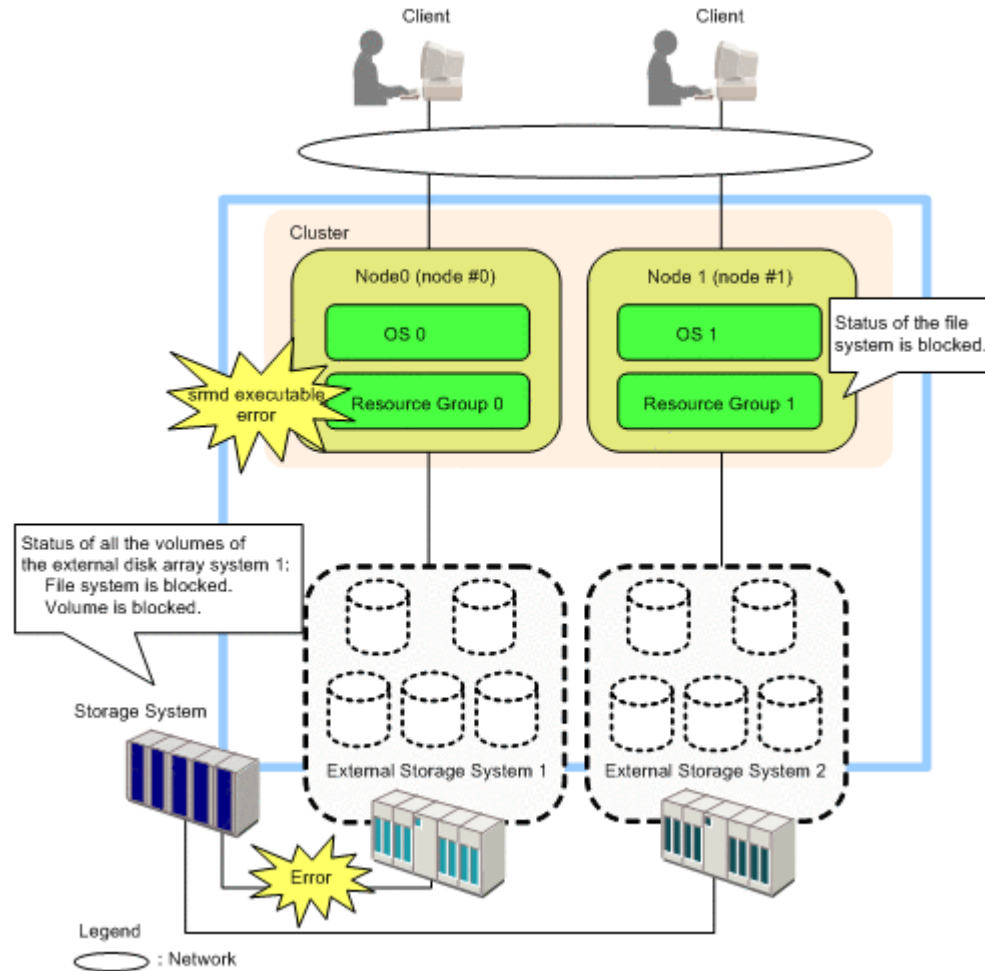 Client
Client
Cluster
Node0 (node #0)
Node 1 (node #1)
OS 0
OS 1
Status of the file
system is blocked.
srmd executable
error
Resource Group 0
Resource Group 1
Status of all the volumes of
the external disk array system 1:
File system is blocked.
Volume is blocked.
Storage System
External Storage System 1
External Storage System 2
Error
Legend
: Network